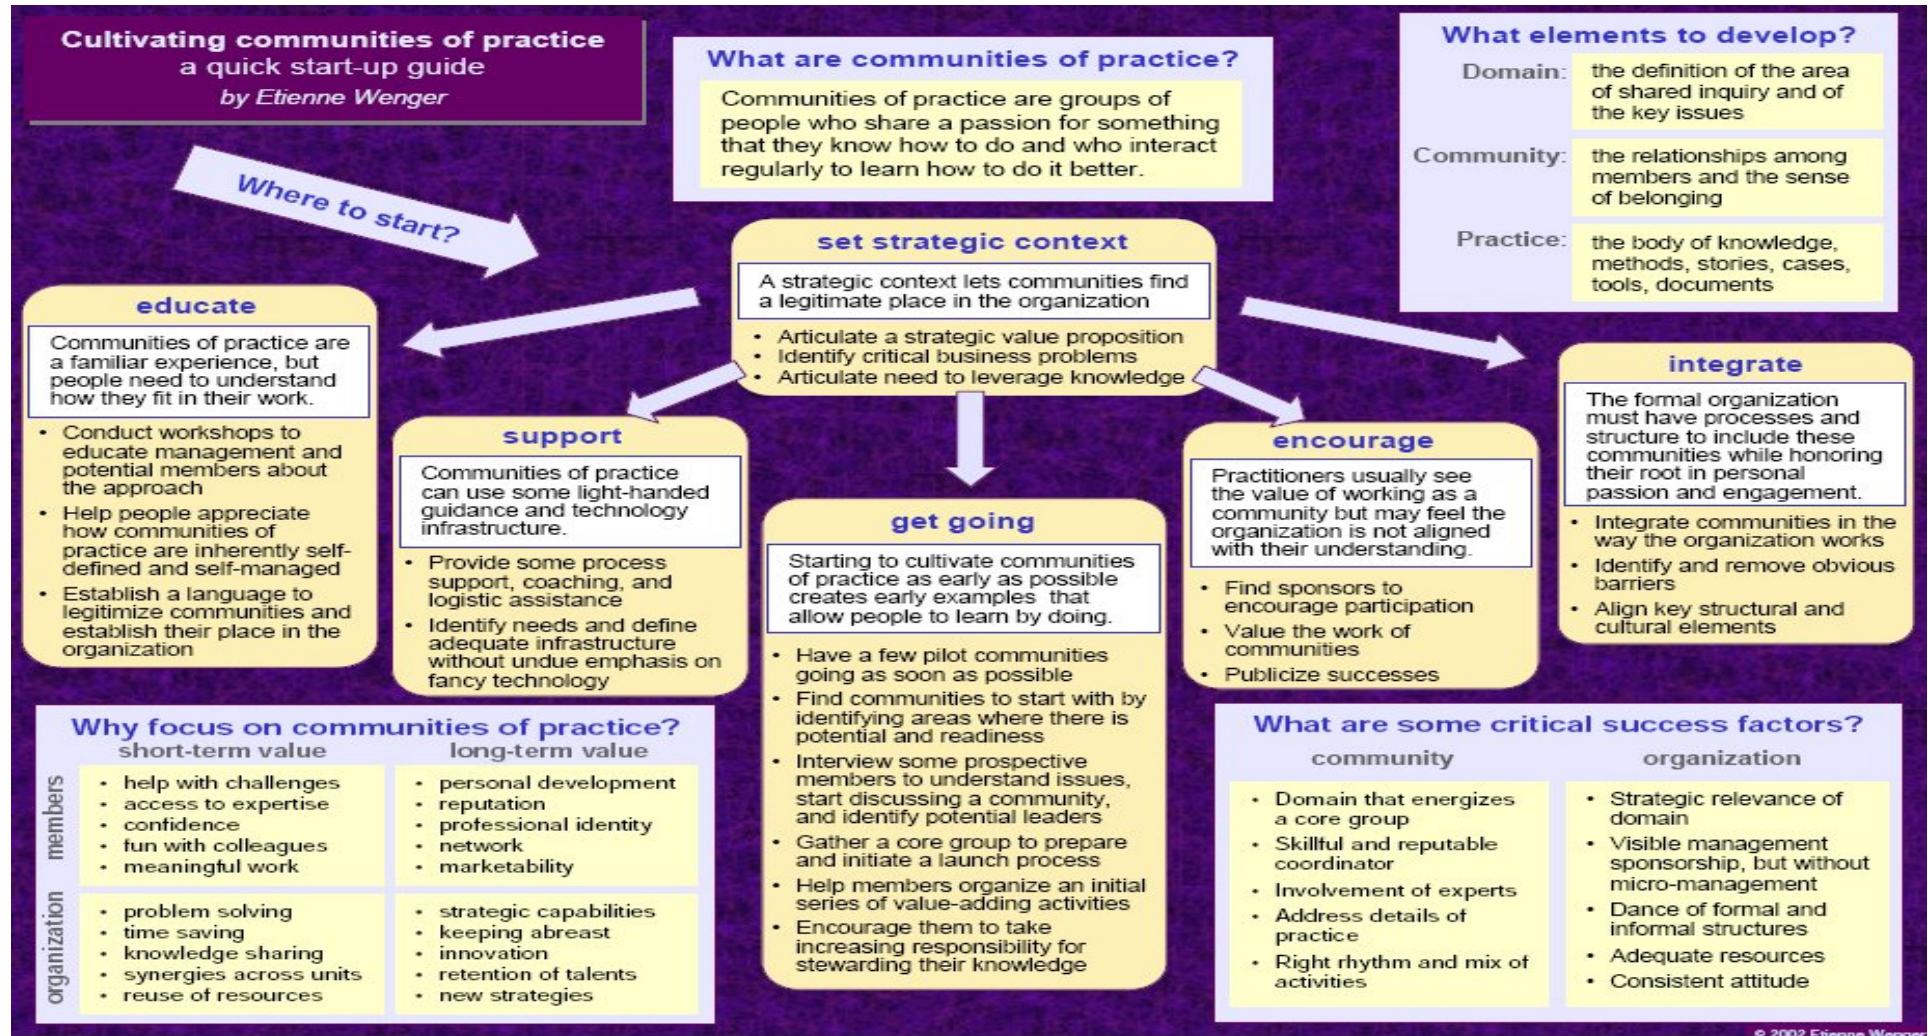 Cultivating communities of practice
a quick start-up guide
by Etienne Wenger
What are communities of practice?
Communities of practice are groups of
people who share a passion for something
that they know how to do and who interact
regularly to learn how to do it better.
What elements to develop?
Domain:
the definition of the area
of shared inquiry and of
the key issues
Community:
the relationships among
members and the sense
of belonging
Practice:
the body of knowledge,
methods, stories, cases,
tools, documents
Where to start?
set strategic context
A strategic context lets communities find
a legitimate place in the organization
• Articulate a strategic value proposition
• Identify critical business problems
• Articulate need to leverage knowledge
educate
Communities of practice are
a familiar experience, but
people need to understand
how they fit in their work.
• Conduct workshops to
educate management and
potential members about
the approach
• Help people appreciate
how communities of
practice are inherently self-
defined and self-managed
• Establish a language to
legitimize communities and
establish their place in the
organization
support
Communities of practice
can use some light-handed
guidance and technology
infrastructure.
• Provide some process
support, coaching, and
logistic assistance
• Identify needs and define
adequate infrastructure
without undue emphasis on
fancy technology
get going
Starting to cultivate communities
of practice as early as possible
creates early examples that
allow people to learn by doing.
• Have a few pilot communities
going as soon as possible
• Find communities to start with by
identifying areas where there is
potential and readiness
• Interview some prospective
members to understand issues,
start discussing a community,
and identify potential leaders
• Gather a core group to prepare
and initiate a launch process
• Help members organize an initial
series of value-adding activities
• Encourage them to take
increasing responsibility for
stewarding their knowledge
encourage
Practitioners usually see
the value of working as a
community but may feel the
organization is not aligned
with their understanding.
• Find sponsors to
encourage participation
• Value the work of
communities
• Publicize successes
integrate
The formal organization
must have processes and
structure to include these
communities while honoring
their root in personal
passion and engagement.
• Integrate communities in the
way the organization works
• Identify and remove obvious
barriers
• Align key structural and
cultural elements
Why focus on communities of practice?
short-term value
long-term value
members
• help with challenges
• access to expertise
• confidence
• fun with colleagues
• meaningful work
• personal development
• reputation
• professional identity
• network
• marketability
organization
• problem solving
• time saving
• knowledge sharing
• synergies across units
• reuse of resources
• strategic capabilities
• keeping abreast
• innovation
• retention of talents
• new strategies
What are some critical success factors?
community
organization
• Domain that energizes
a core group
• Skillful and reputable
coordinator
• Involvement of experts
• Address details of
practice
• Right rhythm and mix of
activities
• Strategic relevance of
domain
• Visible management
sponsorship, but without
micro-management
• Dance of formal and
informal structures
• Adequate resources
• Consistent attitude
© 2002 Etienne Wenger